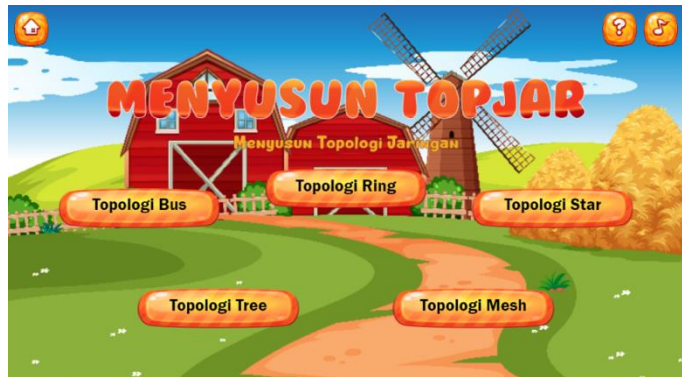 ?
MENYUSUN TOPJAR
Menyusun Topologi Jaringan
Topologi Bus
Topologi Ring
Topologi Star
Topologi Tree
Topologi Mesh